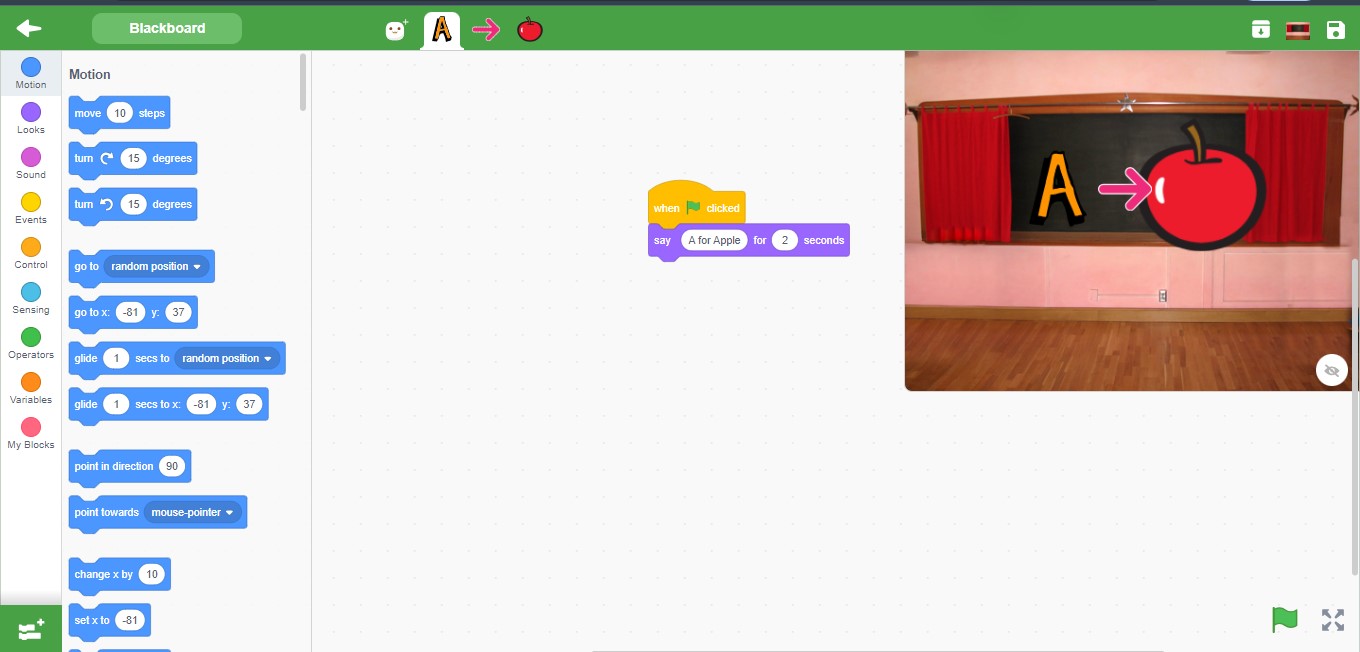 Blackboard
Motion
Looks
Sound
Events
Control
Sensing
Operators
Variables
My Blocks
Motion
move 10 steps
turn 15 degrees
turn 15 degrees
go to random position
go to x: -81 y: 37
glide 1 secs to random position
glide 1 secs to x: -81 y: 37
point in direction 90
point towards mouse-pointer
change x by 10
set x to -81
when clicked
say A for Apple for 2 seconds
A